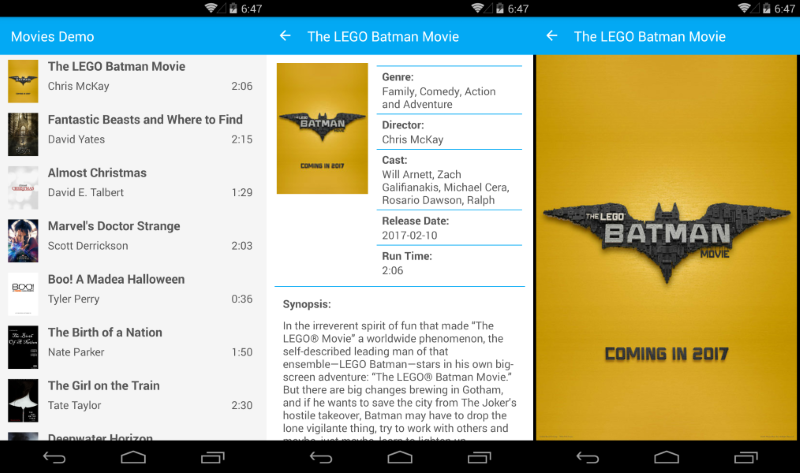 6:47
Movies Demo
The LEGO Batman Movie
Chris McKay 2:06
Fantastic Beasts and Where to Find
David Yates 2:15
Almost Christmas
David E. Talbert 1:29
Marvel's Doctor Strange
Scott Derrickson 2:03
BOO!
Boo! A Madea Halloween
Tyler Perry 0:36
The Birth of a Nation
Nate Parker 1:50
The Girl on the Train
Tate Taylor 2:30
Deepwater Horizon
6:47
The LEGO Batman Movie
THE LEGO
BATMAN
MOVIE
COMING IN 2017
Genre:
Family, Comedy, Action
and Adventure
Director:
Chris McKay
Cast:
Will Arnett, Zach
Galifianakis, Michael Cera,
Rosario Dawson, Ralph
Release Date:
2017-02-10
Run Time:
2:06
Synopsis:
In the irreverent spirit of fun that made “The
LEGO® Movie” a worldwide phenomenon, the
self-described leading man of that
ensemble—LEGO Batman—stars in his own big-
screen adventure: “The LEGO® Batman Movie.”
But there are big changes brewing in Gotham,
and if he wants to save the city from The Joker’s
hostile takeover, Batman may have to drop the
lone vigilante thing, try to work with others and
maybe, just maybe, learn to lighten up.
6:47
The LEGO Batman Movie
THE LEGO
BATMAN
MOVIE
COMING IN 2017